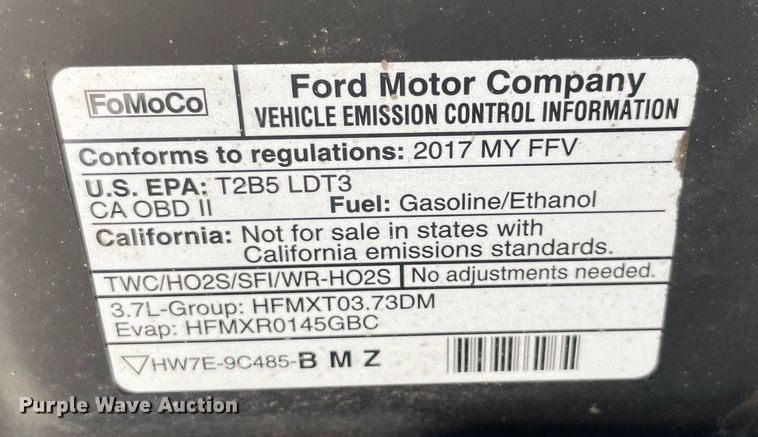 FoMoCo
Ford Motor Company
VEHICLE EMISSION CONTROL INFORMATION
Conforms to regulations: 2017 MY FFV
U.S. EPA: T2B5 LDT3
CA OBD II Fuel: Gasoline/Ethanol
California: Not for sale in states with
California emissions standards.
TWC/HO2S/SFI/WR-HO2S No adjustments needed.
3.7L-Group: HFMXT03.73DM
Evap: HFMXR0145GBC
HW7E-9C485-B M Z
Purple Wave Auction